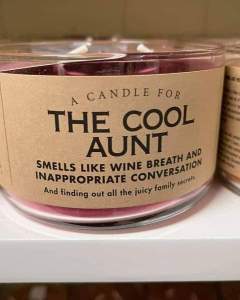 A CANDLE FOR
THE COOL
AUNT
SMELLS LIKE WINE BREATH AND
INAPPROPRIATE CONVERSATION
And finding out all the juicy family secrets.